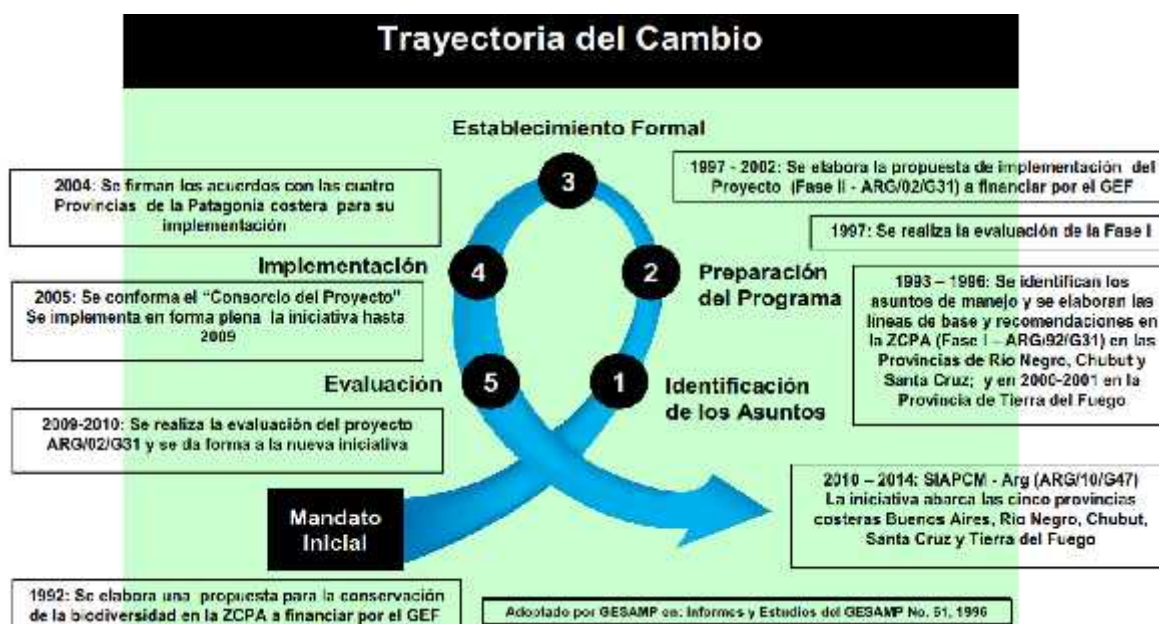 Trayectoria del Cambio
Establecimiento Formal
3
1997 - 2002: Se elabora la propuesta de implementación del
Proyecto (Fase II - ARG/02/G31) a financiar por el GEF
2004: Se firman los acuerdos con las cuatro
Provincias de la Patagonia costera para su
implementación
1997: Se realiza la evaluación de la Fase I
Implementación
4
2
Preparación
del Programa
2005: Se conforma el “Consorcio del Proyecto”
Se implementa en forma plena la iniciativa hasta
2009
1993 – 1996: Se identifican los
asuntos de manejo y se elaboran las
líneas de base y recomendaciones en
la ZCPA (Fase I – ARG/92/G31) en las
Provincias de Río Negro, Chubut y
Santa Cruz; y en 2000-2001 en la
Provincia de Tierra del Fuego
Evaluación
5
1
Identificación
de los Asuntos
2009-2010: Se realiza la evaluación del proyecto
ARG/02/G31 y se da forma a la nueva iniciativa
2010 – 2014: SIAPCM - Arg (ARG/10/G47)
La iniciativa abarca las cinco provincias
costeras Buenos Aires, Río Negro, Chubut,
Santa Cruz y Tierra del Fuego
Mandato
Inicial
1992: Se elabora una propuesta para la conservación
de la biodiversidad en la ZCPA a financiar por el GEF
Adoptado por GESAMP en: Informes y Estudios del GESAMP No. 61, 1996